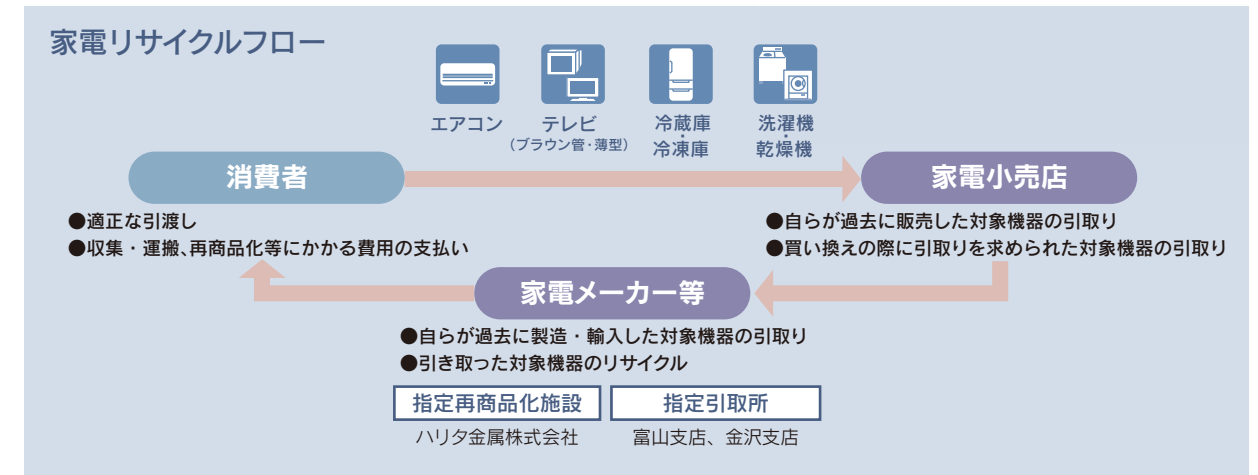 家電リサイクルフロー
エアコン
テレビ
(ブラウン管・薄型)
冷蔵庫
・
冷凍庫
洗濯機
・
乾燥機
消費者
●適正な引渡し
●収集・運搬、再商品化等にかかる費用の支払い
家電小売店
●自らが過去に販売した対象機器の引取り
●買い換えの際に引取りを求められた対象機器の引取り
家電メーカー等
●自らが過去に製造・輸入した対象機器の引取り
●引き取った対象機器のリサイクル
指定再商品化施設
ハリタ金属株式会社
指定引取所
富山支店、金沢支店